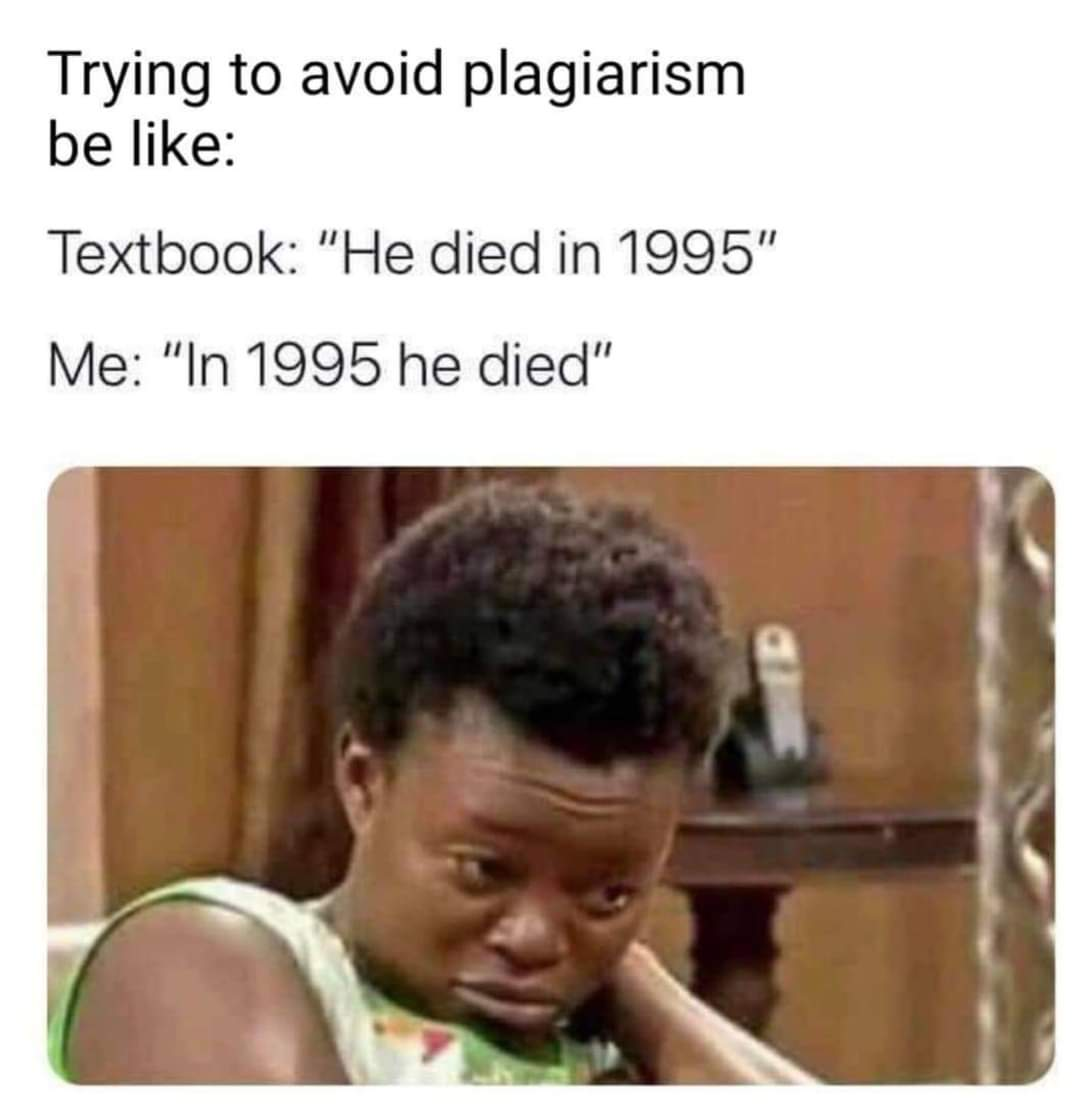 Trying to avoid plagiarism
be like:
Textbook: "He died in 1995"
Me: "In 1995 he died"